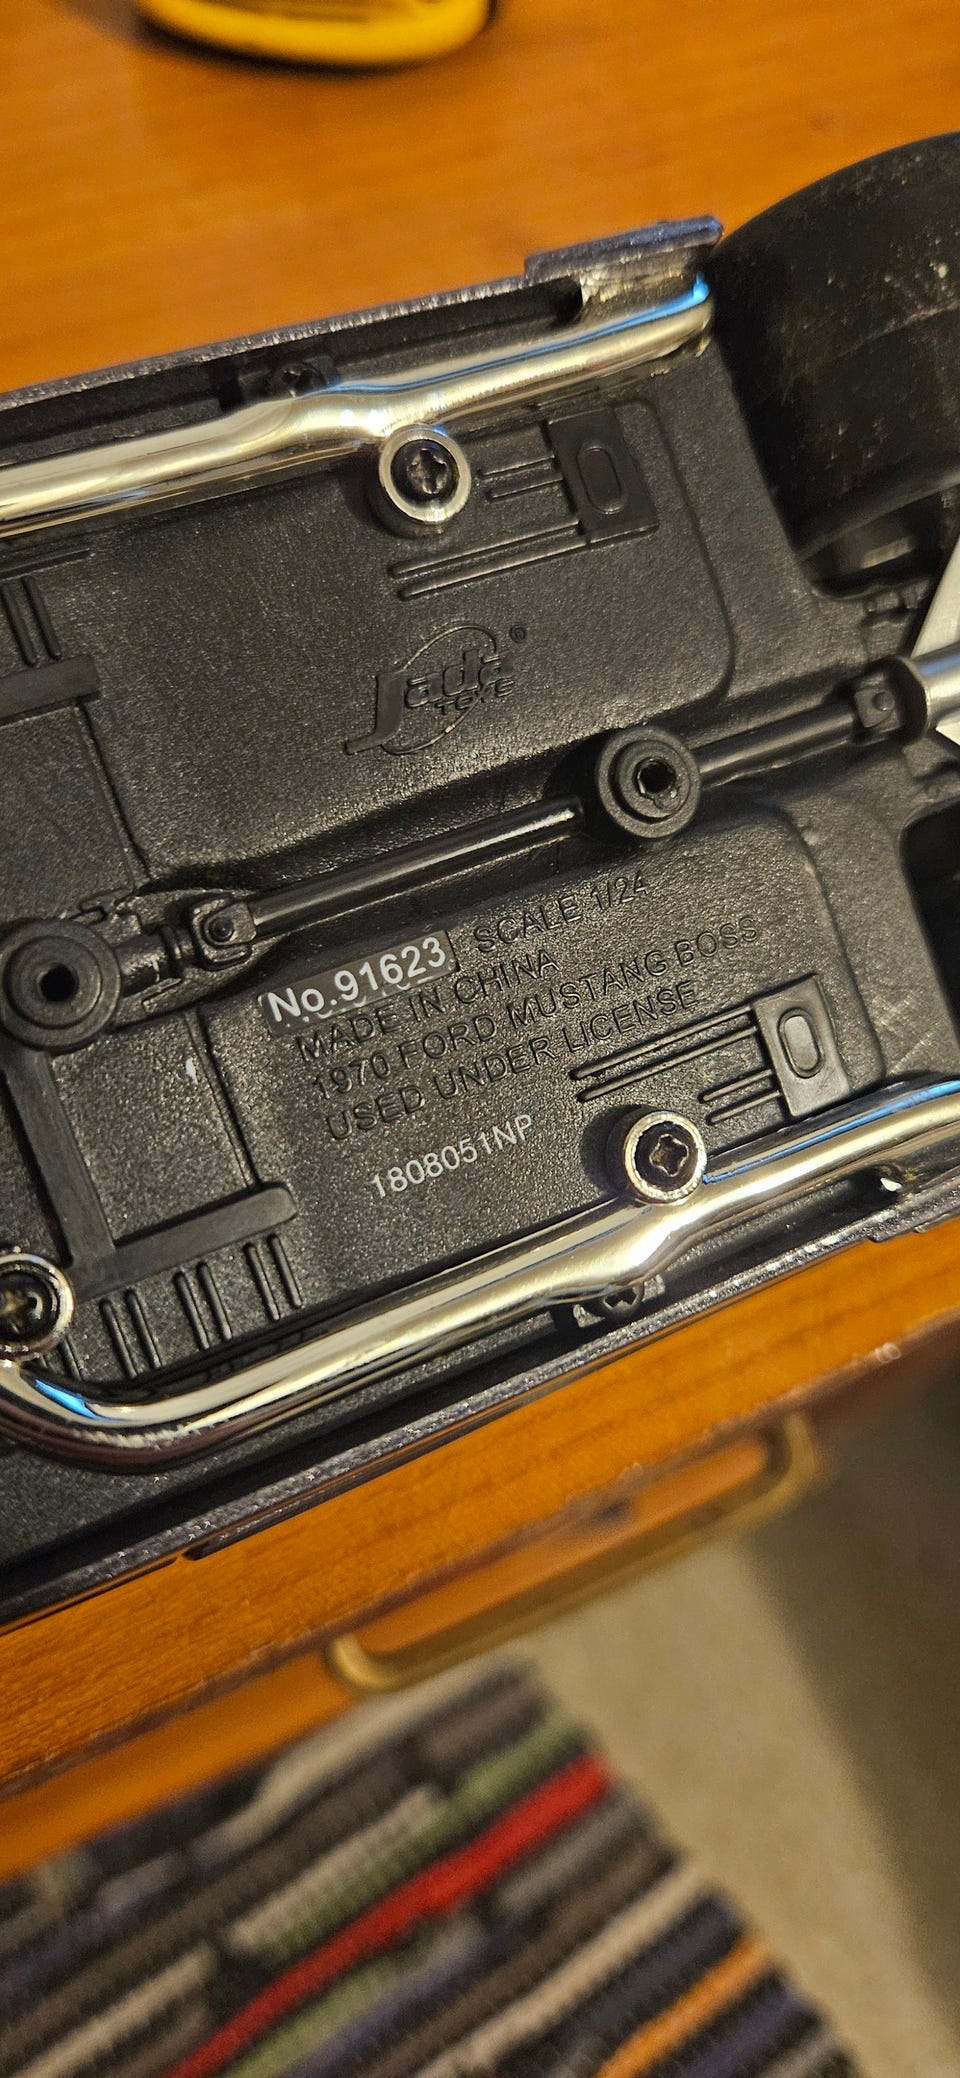 Jada
TOYS
®
No.91623 SCALE 1/24
MADE IN CHINA
1970 FORD MUSTANG BOSS
USED UNDER LICENSE
1808051NP